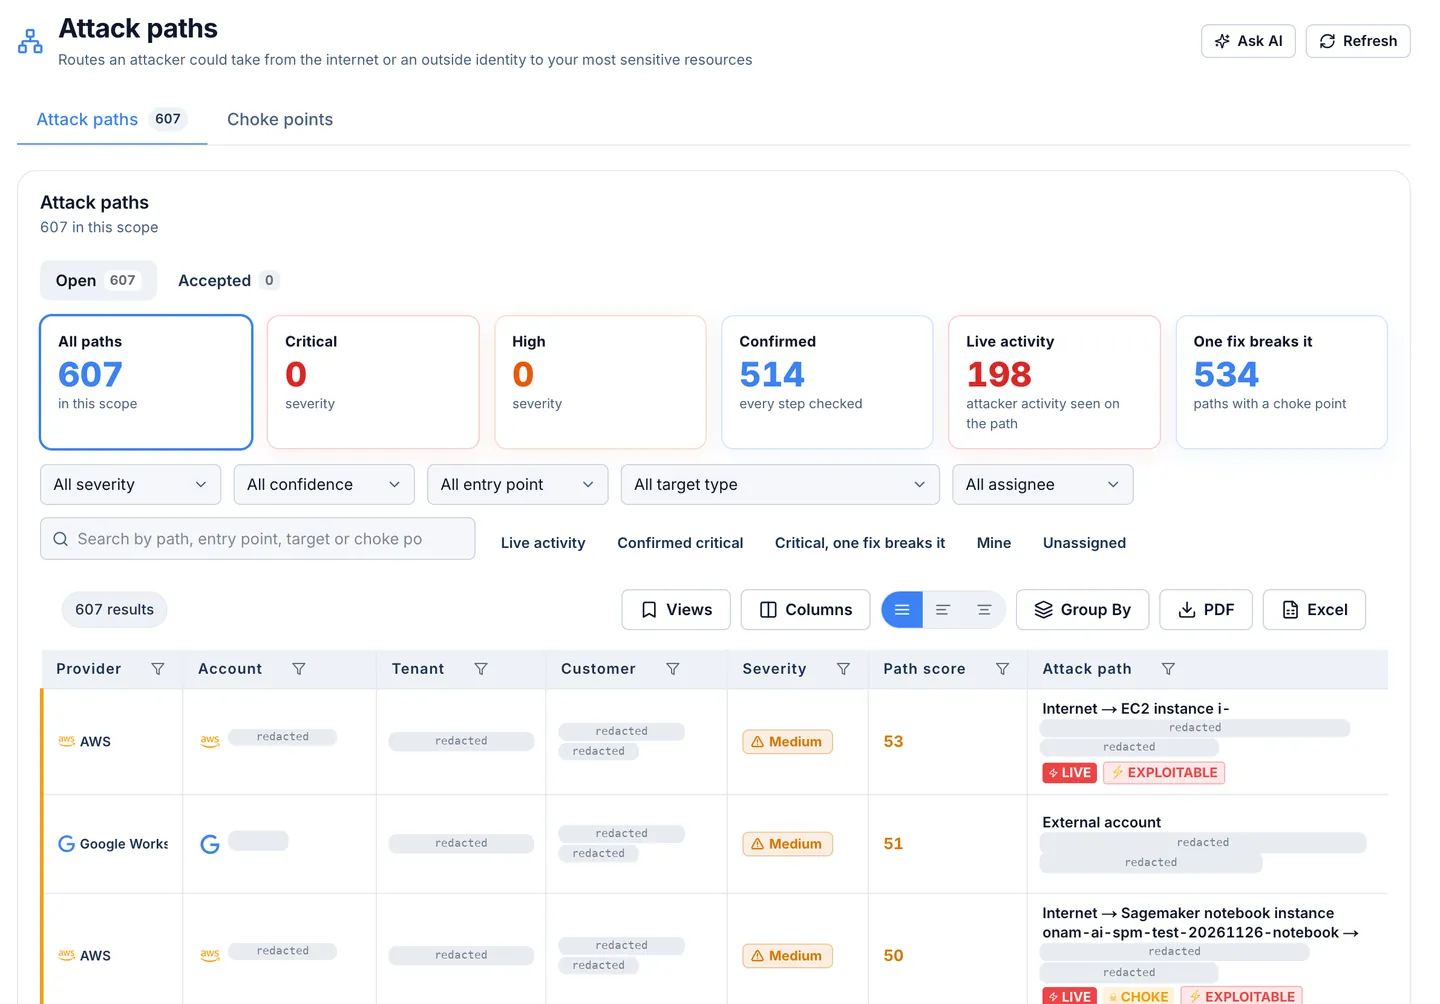 Attack paths
Routes an attacker could take from the internet or an outside identity to your most sensitive resources
Ask AI
Refresh
Attack paths 607
Choke points
Attack paths
607 in this scope
Open 607
Accepted 0
All paths
607
in this scope
Critical
0
severity
High
0
severity
Confirmed
514
every step checked
Live activity
198
attacker activity seen on
the path
One fix breaks it
534
paths with a choke point
All severity
All confidence
All entry point
All target type
All assignee
Search by path, entry point, target or choke po
Live activity
Confirmed critical
Critical, one fix breaks it
Mine
Unassigned
607 results
Views
Columns
Group By
PDF
Excel
Provider
Account
Tenant
Customer
Severity
Path score
Attack path
aws AWS
aws
redacted
redacted
redacted
redacted
Medium
53
Internet → EC2 instance i-
redacted
redacted
LIVE
EXPLOITABLE
Google Works
redacted
redacted
redacted
Medium
51
External account
redacted
redacted
aws AWS
aws
redacted
redacted
redacted
redacted
Medium
50
Internet → Sagemaker notebook instance
onam-ai-spm-test-20261126-notebook →
redacted
redacted
LIVE
CHOKE
EXPLOITABLE